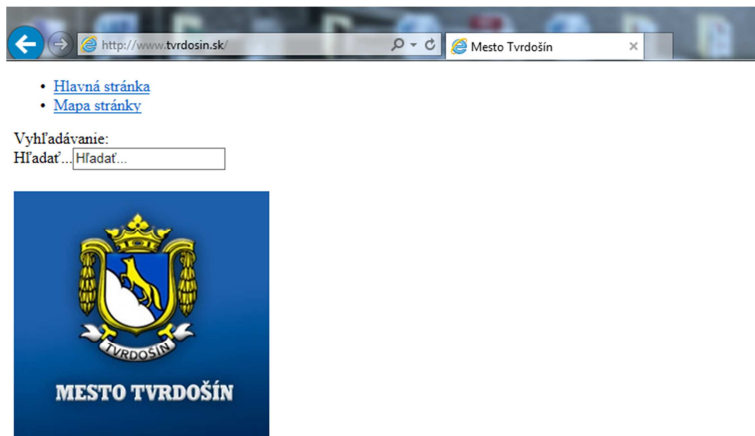 http://www.tvrdosin.sk/
Mesto Tvrdošín
• Hlavná stránka
• Mapa stránky
Vyhľadávanie:
Hľadať...Hľadať...
TVRDOŠÍN
MESTO TVRDOŠÍN